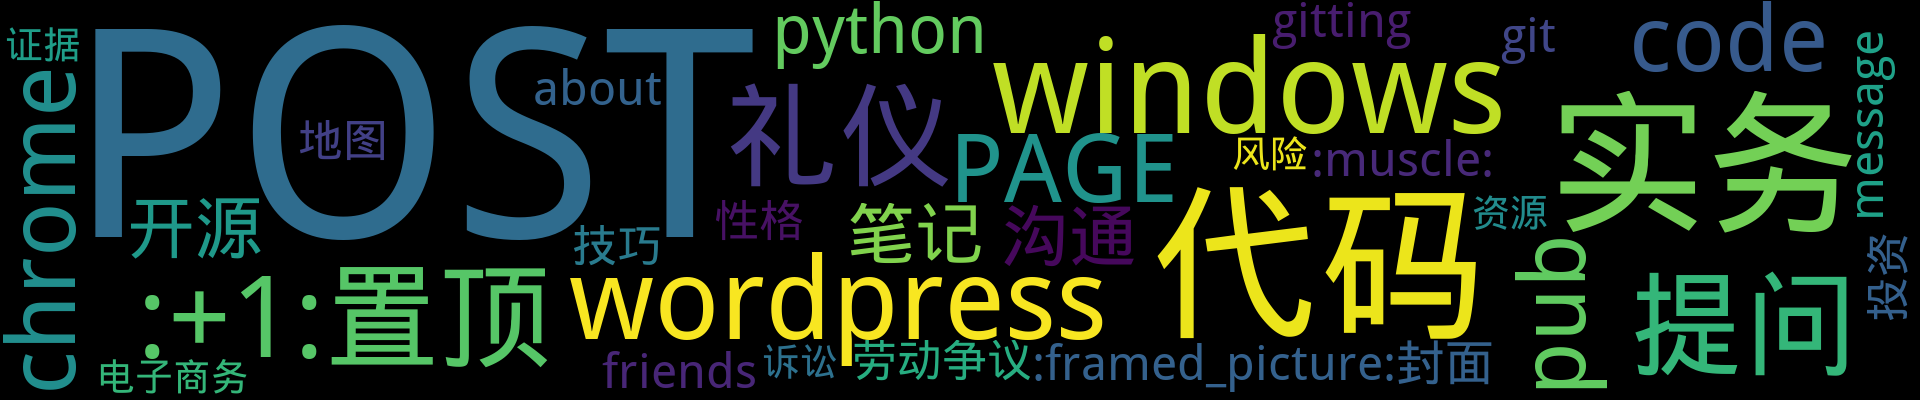 证据
chrome
POST
about
地图
开源
:+1:置顶
电子商务
技巧
python
礼仪
性格
笔记
沟通
wordpress
friends
诉讼
劳动争议
:framed_picture:封面
windows
PAGE
风险
:muscle:
gitting
git
code
代码
实务
资源
pub
提问
message
投资